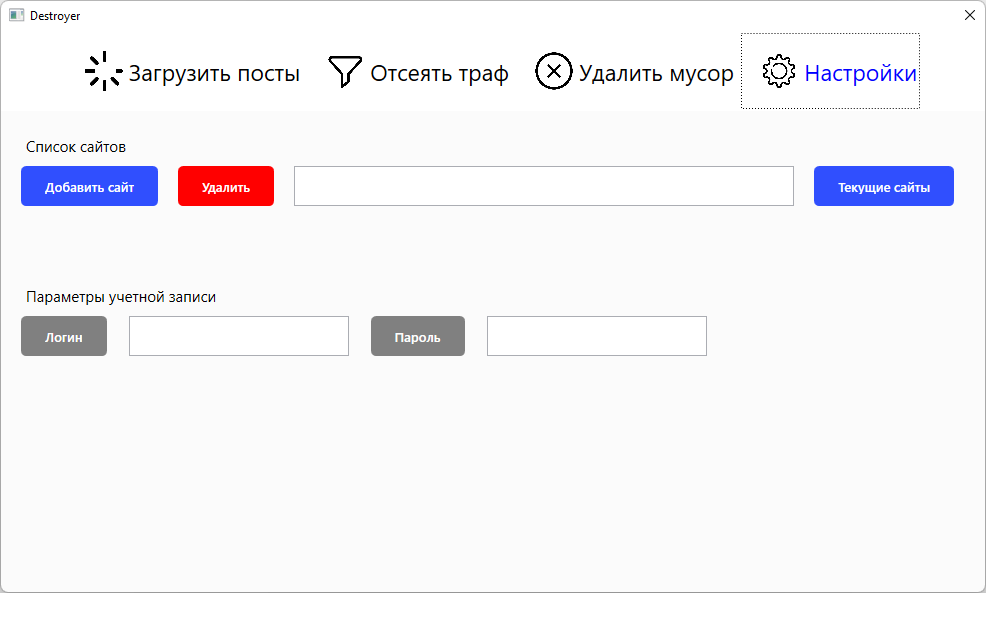 Destroyer
Загрузить посты Отсеять траф Удалить мусор Настройки
Список сайтов
Добавить сайт Удалить Текущие сайты
Параметры учетной записи
Логин Пароль